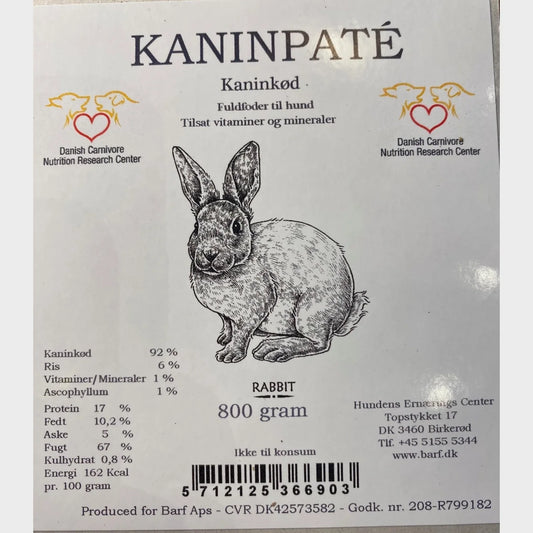 KANINPATÉ
Kaninkød
Fuldfoder til hund
Tilsat vitaminer og mineraler
Danish Carnivore
Nutrition Research Center
Danish Carnivore
Nutrition Research Center
Kaninkød 92 %
Ris 6 %
Vitaminer/Mineraler 1 %
Ascophyllum 1 %
Protein 17 %
Fedt 10,2 %
Aske 5 %
Fugt 67 %
Kulhydrat 0,8 %
Energi 162 Kcal
pr. 100 gram
RABBIT
800 gram
Ikke til konsum
Hundens Ernærings Center
Topstykket 17
DK 3460 Birkerød
Tlf. +45 5155 5344
www.barf.dk
5 712125 366903
Produced for Barf Aps - CVR DK42573582 - Godk. nr. 208-R799182